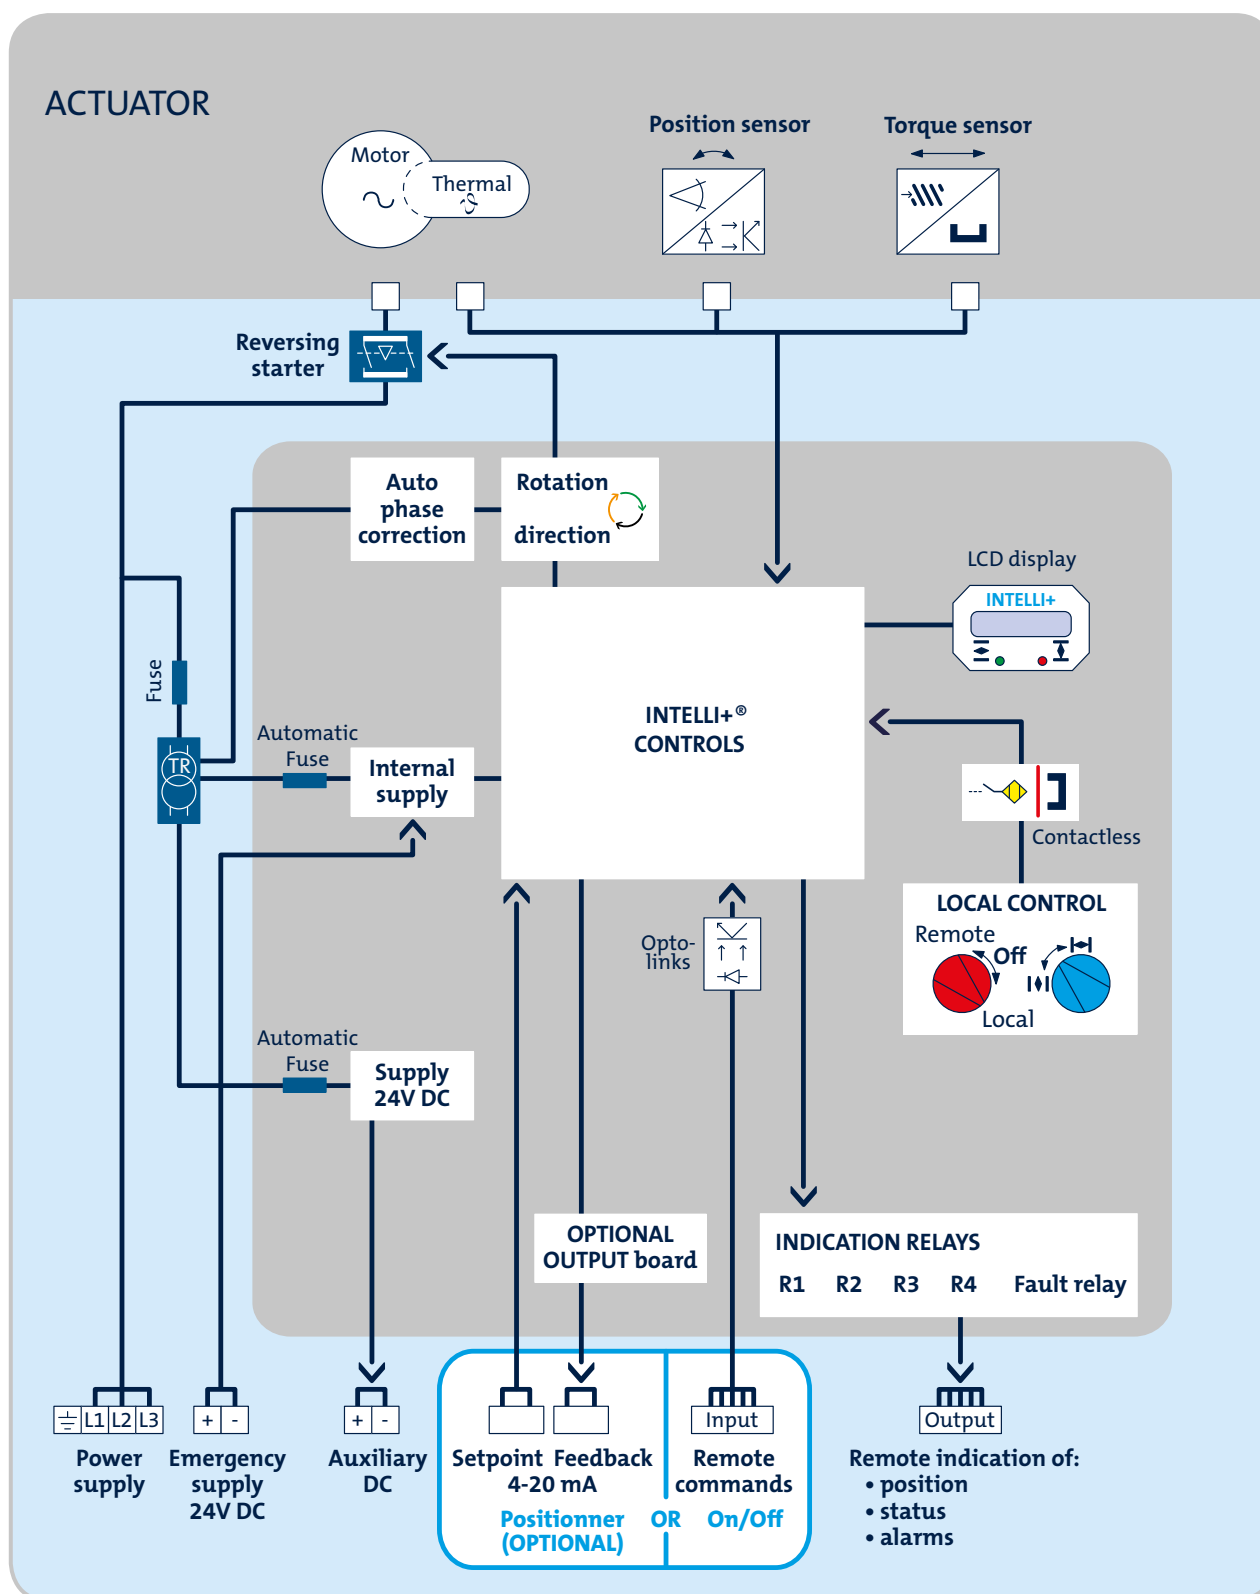 ACTUATOR
Motor
Thermal
ϑ
Position sensor
Torque sensor
Reversing
starter
Auto
phase
correction
Rotation
direction
LCD display
INTELLI+
Fuse
TR
Automatic
Fuse
Internal
supply
INTELLI+®
CONTROLS
Contactless
LOCAL CONTROL
Remote
Off
Local
Opto-
links
Automatic
Fuse
Supply
24V DC
OPTIONAL
OUTPUT board
INDICATION RELAYS
R1 R2 R3 R4 Fault relay
L1 L2 L3
+ -
+ -
Input
Output
Power
supply
Emergency
supply
24V DC
Auxiliary
DC
Setpoint Feedback
4-20 mA
Remote
commands
Positionner
(OPTIONAL)
OR
On/Off
Remote indication of:
• position
• status
• alarms